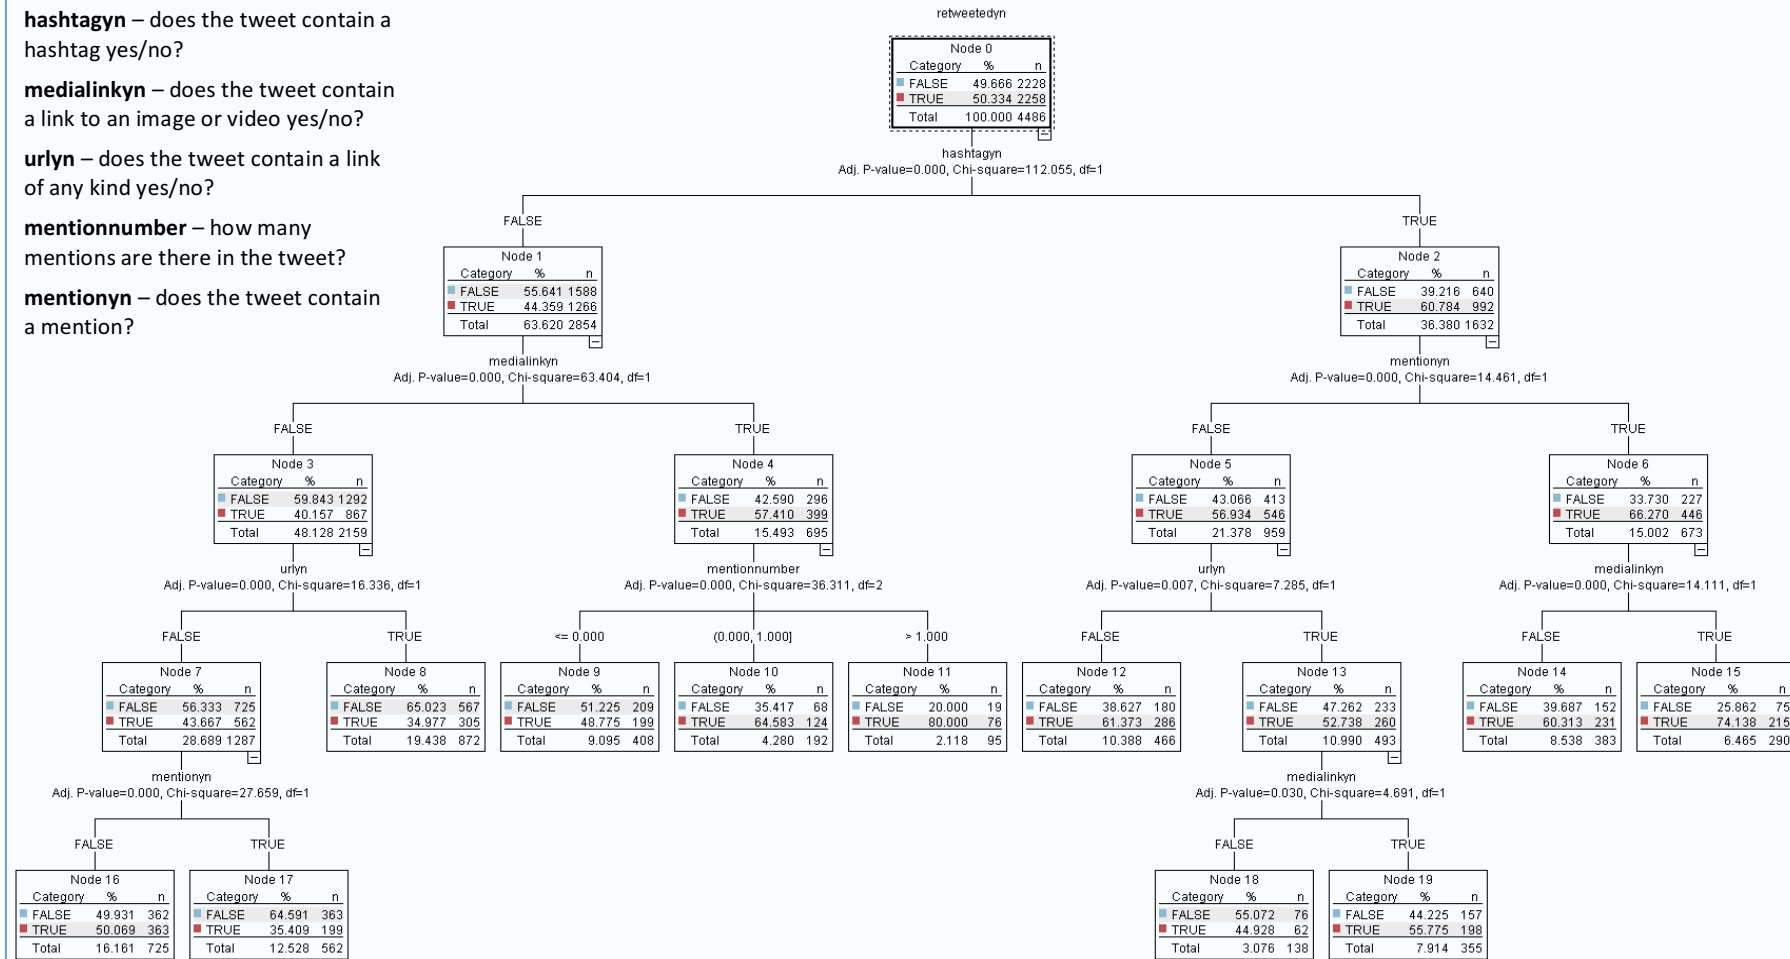 hashtagyn – does the tweet contain a
hashtag yes/no?
medialinkyn – does the tweet contain
a link to an image or video yes/no?
urlyn – does the tweet contain a link
of any kind yes/no?
mentionnumber – how many
mentions are there in the tweet?
mentionyn – does the tweet contain
a mention?
retweetedyn
Node 0
Category % n
FALSE 49.666 2228
TRUE 50.334 2258
Total 100.000 4486
hashtagyn
Adj. P-value=0.000, Chi-square=112.055, df=1
FALSE
TRUE
Node 1
Category % n
FALSE 55.641 1588
TRUE 44.359 1266
Total 63.620 2854
Node 2
Category % n
FALSE 39.216 640
TRUE 60.784 992
Total 36.380 1632
medialinkyn
Adj. P-value=0.000, Chi-square=63.404, df=1
mentionyn
Adj. P-value=0.000, Chi-square=14.461, df=1
FALSE
TRUE
FALSE
TRUE
Node 3
Category % n
FALSE 59.843 1292
TRUE 40.157 867
Total 48.128 2159
Node 4
Category % n
FALSE 42.590 296
TRUE 57.410 399
Total 15.493 695
Node 5
Category % n
FALSE 43.066 413
TRUE 56.934 546
Total 21.378 959
Node 6
Category % n
FALSE 33.730 227
TRUE 66.270 446
Total 15.002 673
urlyn
Adj. P-value=0.000, Chi-square=16.336, df=1
mentionnumber
Adj. P-value=0.000, Chi-square=36.311, df=2
urlyn
Adj. P-value=0.007, Chi-square=7.285, df=1
medialinkyn
Adj. P-value=0.000, Chi-square=14.111, df=1
FALSE
TRUE
<= 0.000
(0.000, 1.000]
> 1.000
FALSE
TRUE
FALSE
TRUE
Node 7
Category % n
FALSE 56.333 725
TRUE 43.667 562
Total 28.689 1287
Node 8
Category % n
FALSE 65.023 567
TRUE 34.977 305
Total 19.438 872
Node 9
Category % n
FALSE 51.225 209
TRUE 48.775 199
Total 9.095 408
Node 10
Category % n
FALSE 35.417 68
TRUE 64.583 124
Total 4.280 192
Node 11
Category % n
FALSE 20.000 19
TRUE 80.000 76
Total 2.118 95
Node 12
Category % n
FALSE 38.627 180
TRUE 61.373 286
Total 10.388 466
Node 13
Category % n
FALSE 47.262 233
TRUE 52.738 260
Total 10.990 493
Node 14
Category % n
FALSE 39.687 152
TRUE 60.313 231
Total 8.538 383
Node 15
Category % n
FALSE 25.862 75
TRUE 74.138 215
Total 6.465 290
mentionyn
Adj. P-value=0.000, Chi-square=27.659, df=1
medialinkyn
Adj. P-value=0.030, Chi-square=4.691, df=1
FALSE
TRUE
FALSE
TRUE
Node 16
Category % n
FALSE 49.931 362
TRUE 50.069 363
Total 16.161 725
Node 17
Category % n
FALSE 64.591 363
TRUE 35.409 199
Total 12.528 562
Node 18
Category % n
FALSE 55.072 76
TRUE 44.928 62
Total 3.076 138
Node 19
Category % n
FALSE 44.225 157
TRUE 55.775 198
Total 7.914 355